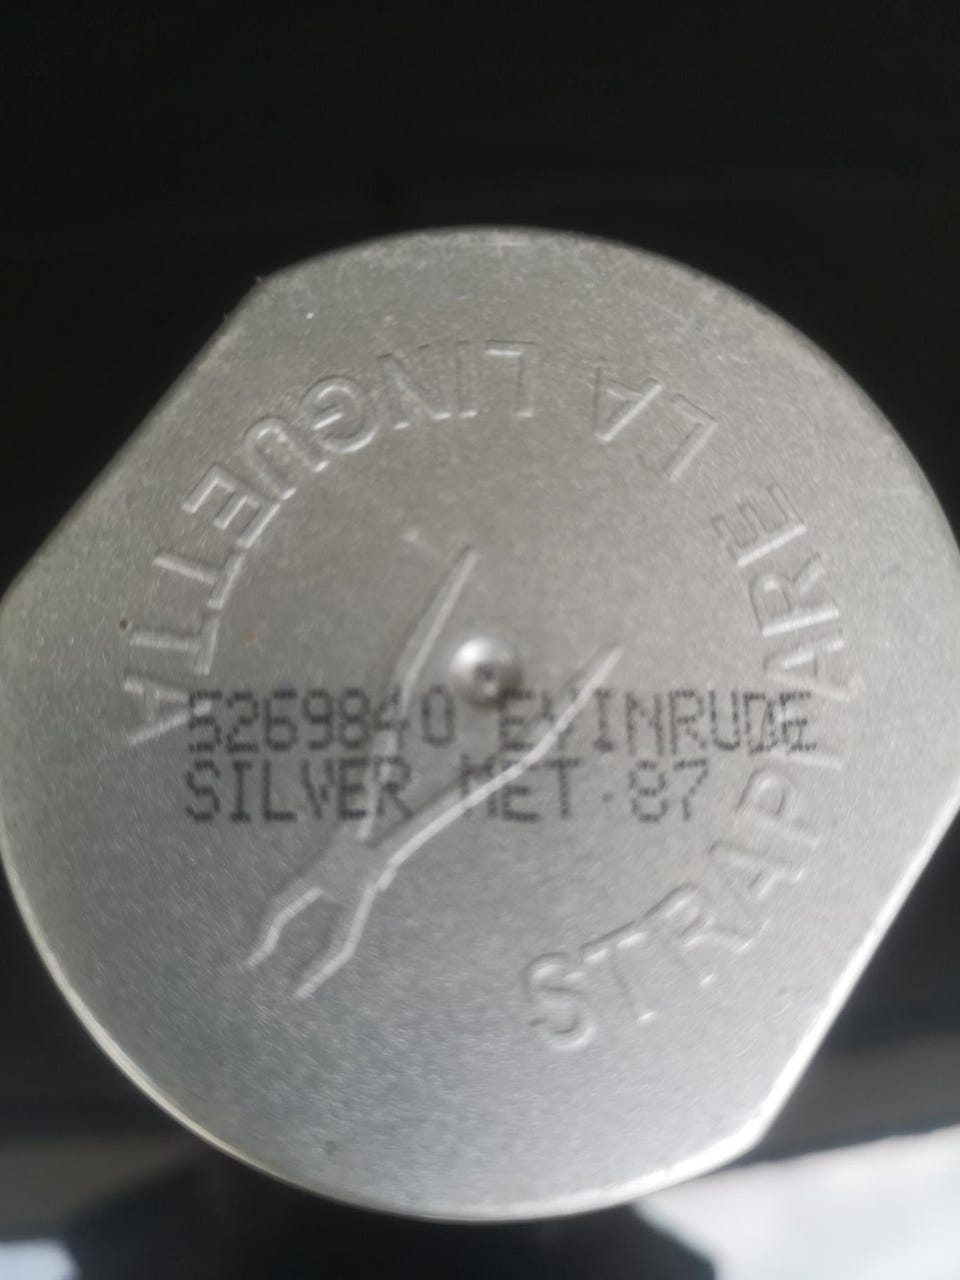 STRAPPARE LA LINGUETTA
5269840 EVINRUDE
SILVER MET.87